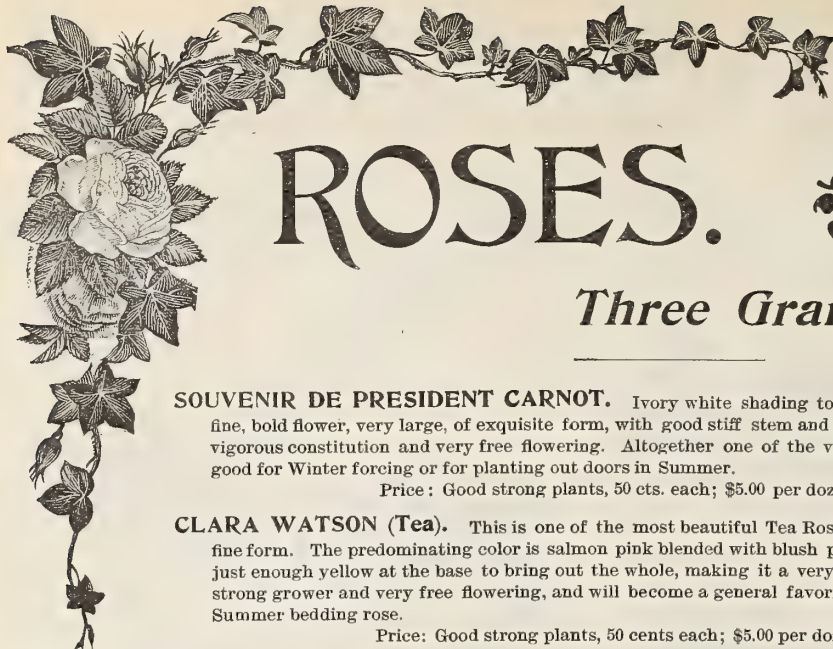 ROSES.
Three
SOUVENIR DE PRESIDENT CARNOT. Ivory white shading to
fine, bold flower, very large, of exquisite form, with good stiff stem and
vigorous constitution and very free flowering. Altogether one of the
good for Winter forcing or for planting out doors in Summer.
Price: Good strong plants, 50 cts. each; $5.00 per
CLARA WATSON (Tea). This is one of the most beautiful Tea
fine form. The predominating color is salmon pink blended with blush
just enough yellow at the base to bring out the whole, making it a very
strong grower and very free flowering, and will become a general
Summer bedding rose.
Price: Good strong plants, 50 cents each; $5.00 per